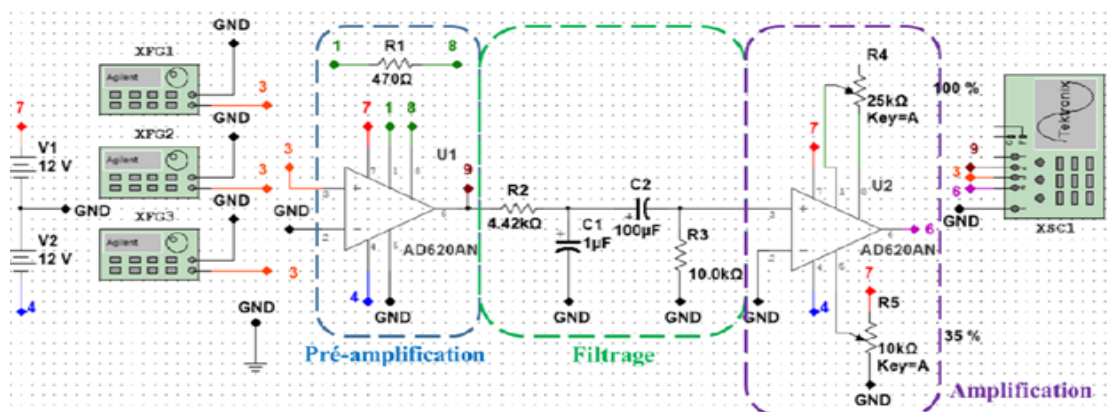 XFG1
GND
Agilent
3
7
V1
12 V
XFG2
GND
Agilent
3
GND
V2
12 V
XFG3
GND
Agilent
3
4
GND
1
R1
8
470Ω
7
1
8
3
U1
9
GND
AD620AN
4
GND
Pré-amplification
R2
4.42kΩ
C1
1µF
C2
100µF
R3
10.0kΩ
GND
GND
Filtrage
R4
100 %
25kΩ
Key=A
7
U2
6
AD620AN
GND
4
7
R5
35 %
10kΩ
Key=A
GND
Amplification
Tektronix
9
3
6
GND
XSC1